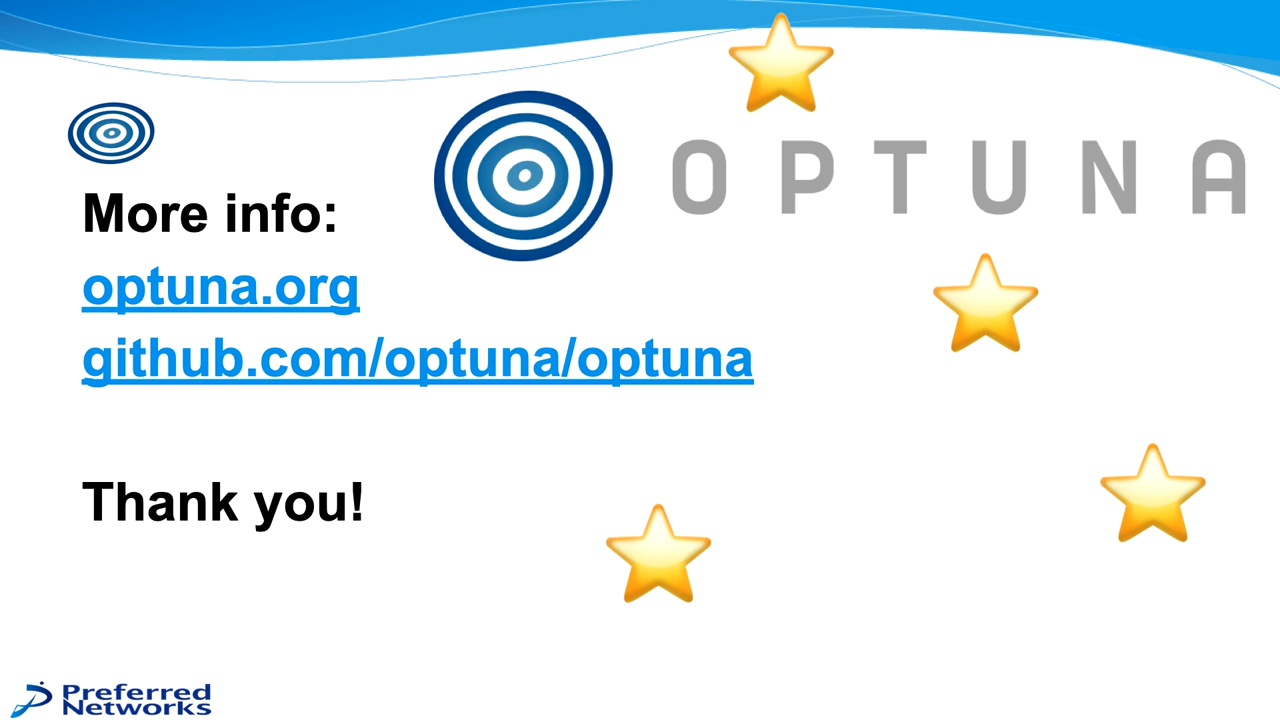 OPTUNA
More info:
optuna.org
github.com/optuna/optuna
Thank you!
Preferred
Networks